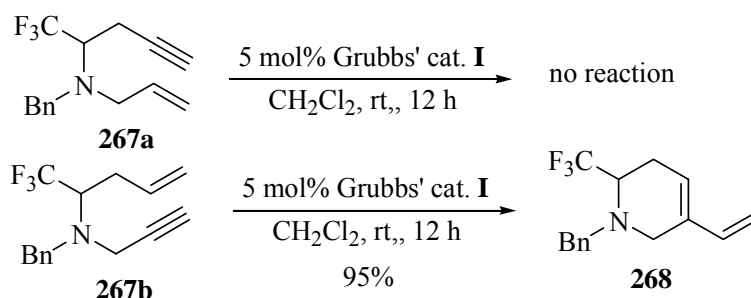 F₃C
N
Bn
267a
5 mol% Grubbs' cat. I
CH₂Cl₂, rt,, 12 h
no reaction
F₃C
N
Bn
267b
5 mol% Grubbs' cat. I
CH₂Cl₂, rt,, 12 h
95%
F₃C
N
Bn
268